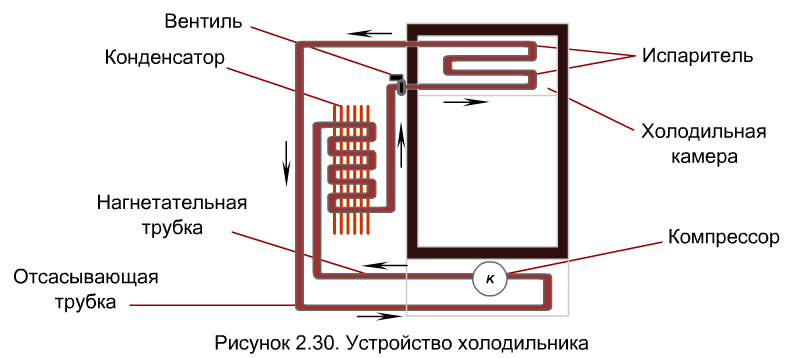 Вентиль
Конденсатор
Испаритель
Холодильная
камера
Нагнетательная
трубка
Компрессор
К
Отсасывающая
трубка
Рисунок 2.30. Устройство холодильника